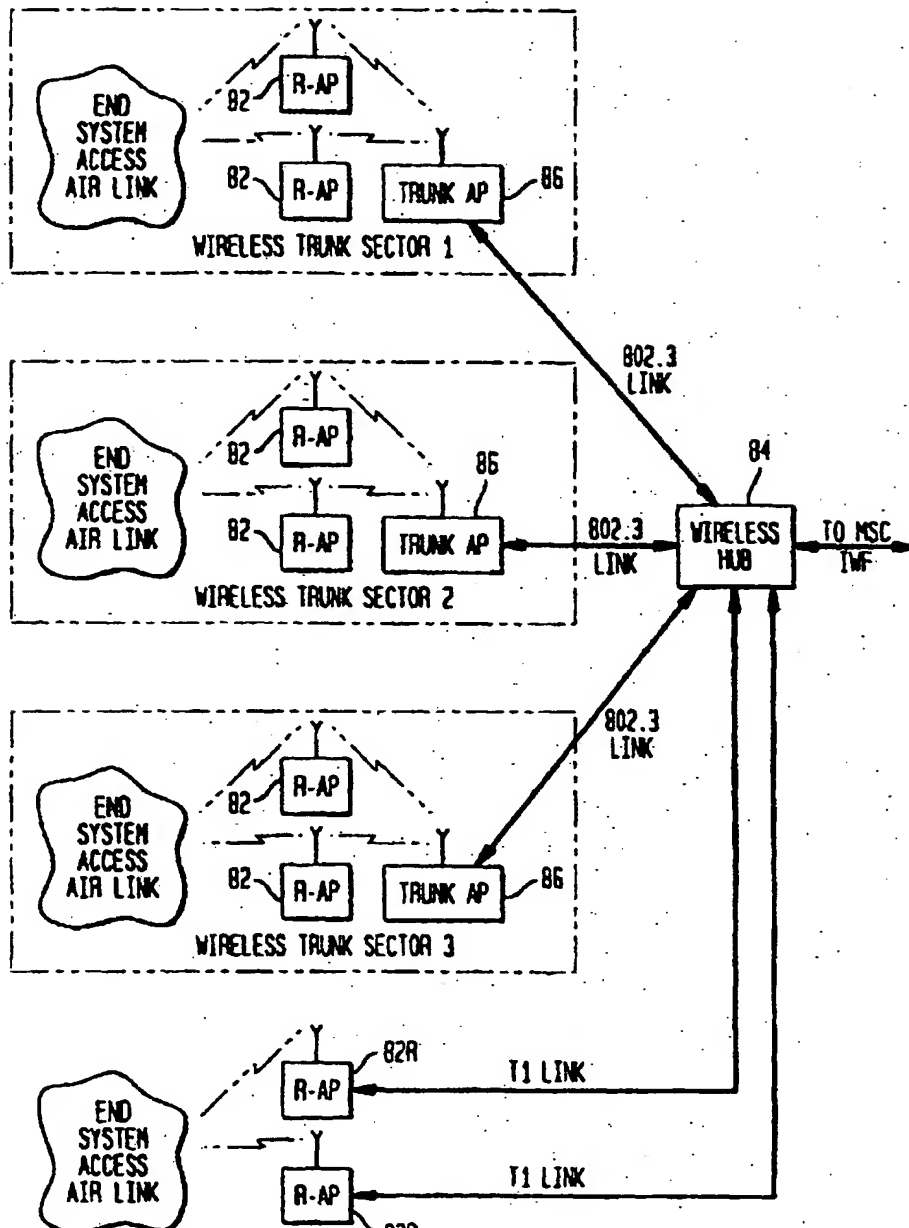 END
SYSTEM
ACCESS
AIR LINK
82
R-AP
82
R-AP
TRUNK AP
86
WIRELESS TRUNK SECTOR 1
802.3
LINK
END
SYSTEM
ACCESS
AIR LINK
82
R-AP
82
R-AP
86
TRUNK AP
WIRELESS TRUNK SECTOR 2
802.3
LINK
84
WIRELESS
HUB
TO MSC
IWF
END
SYSTEM
ACCESS
AIR LINK
82
R-AP
82
R-AP
TRUNK AP
86
WIRELESS TRUNK SECTOR 3
802.3
LINK
END
SYSTEM
ACCESS
AIR LINK
82R
R-AP
T1 LINK
R-AP
T1 LINK